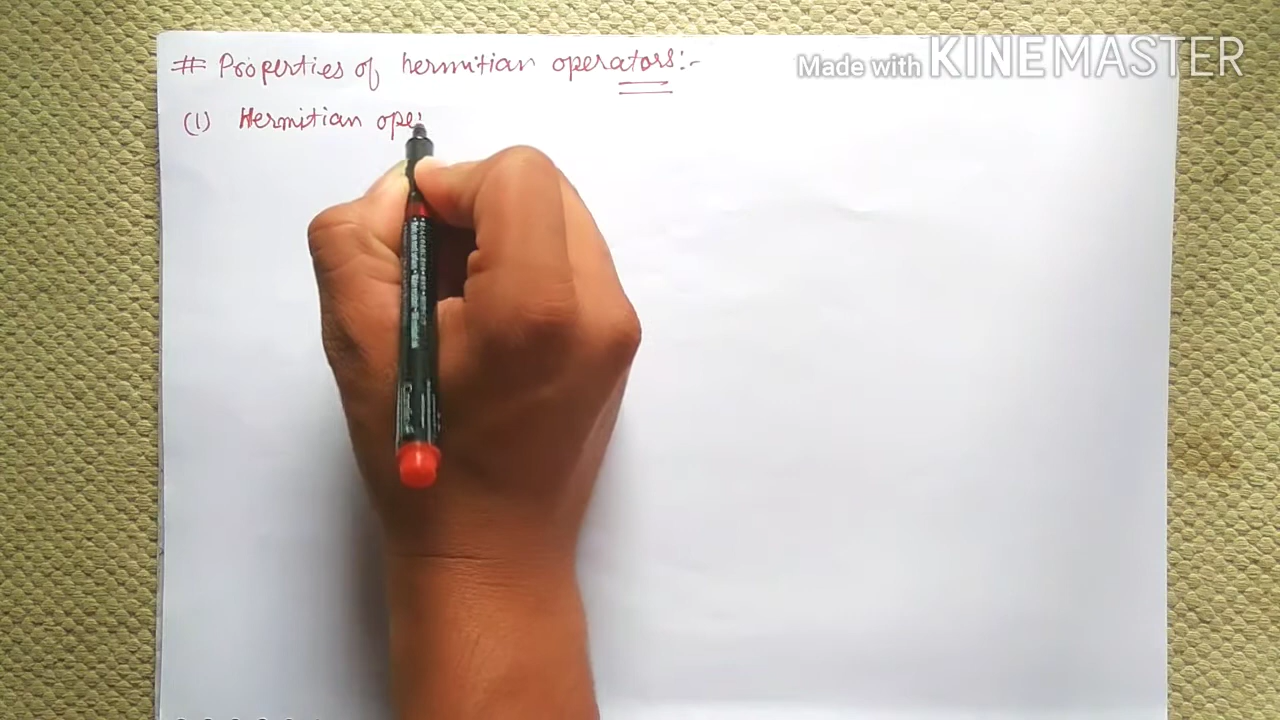 # Properties of hermitian operators:-
Made with KINEMASTER
(1) Hermitian ope